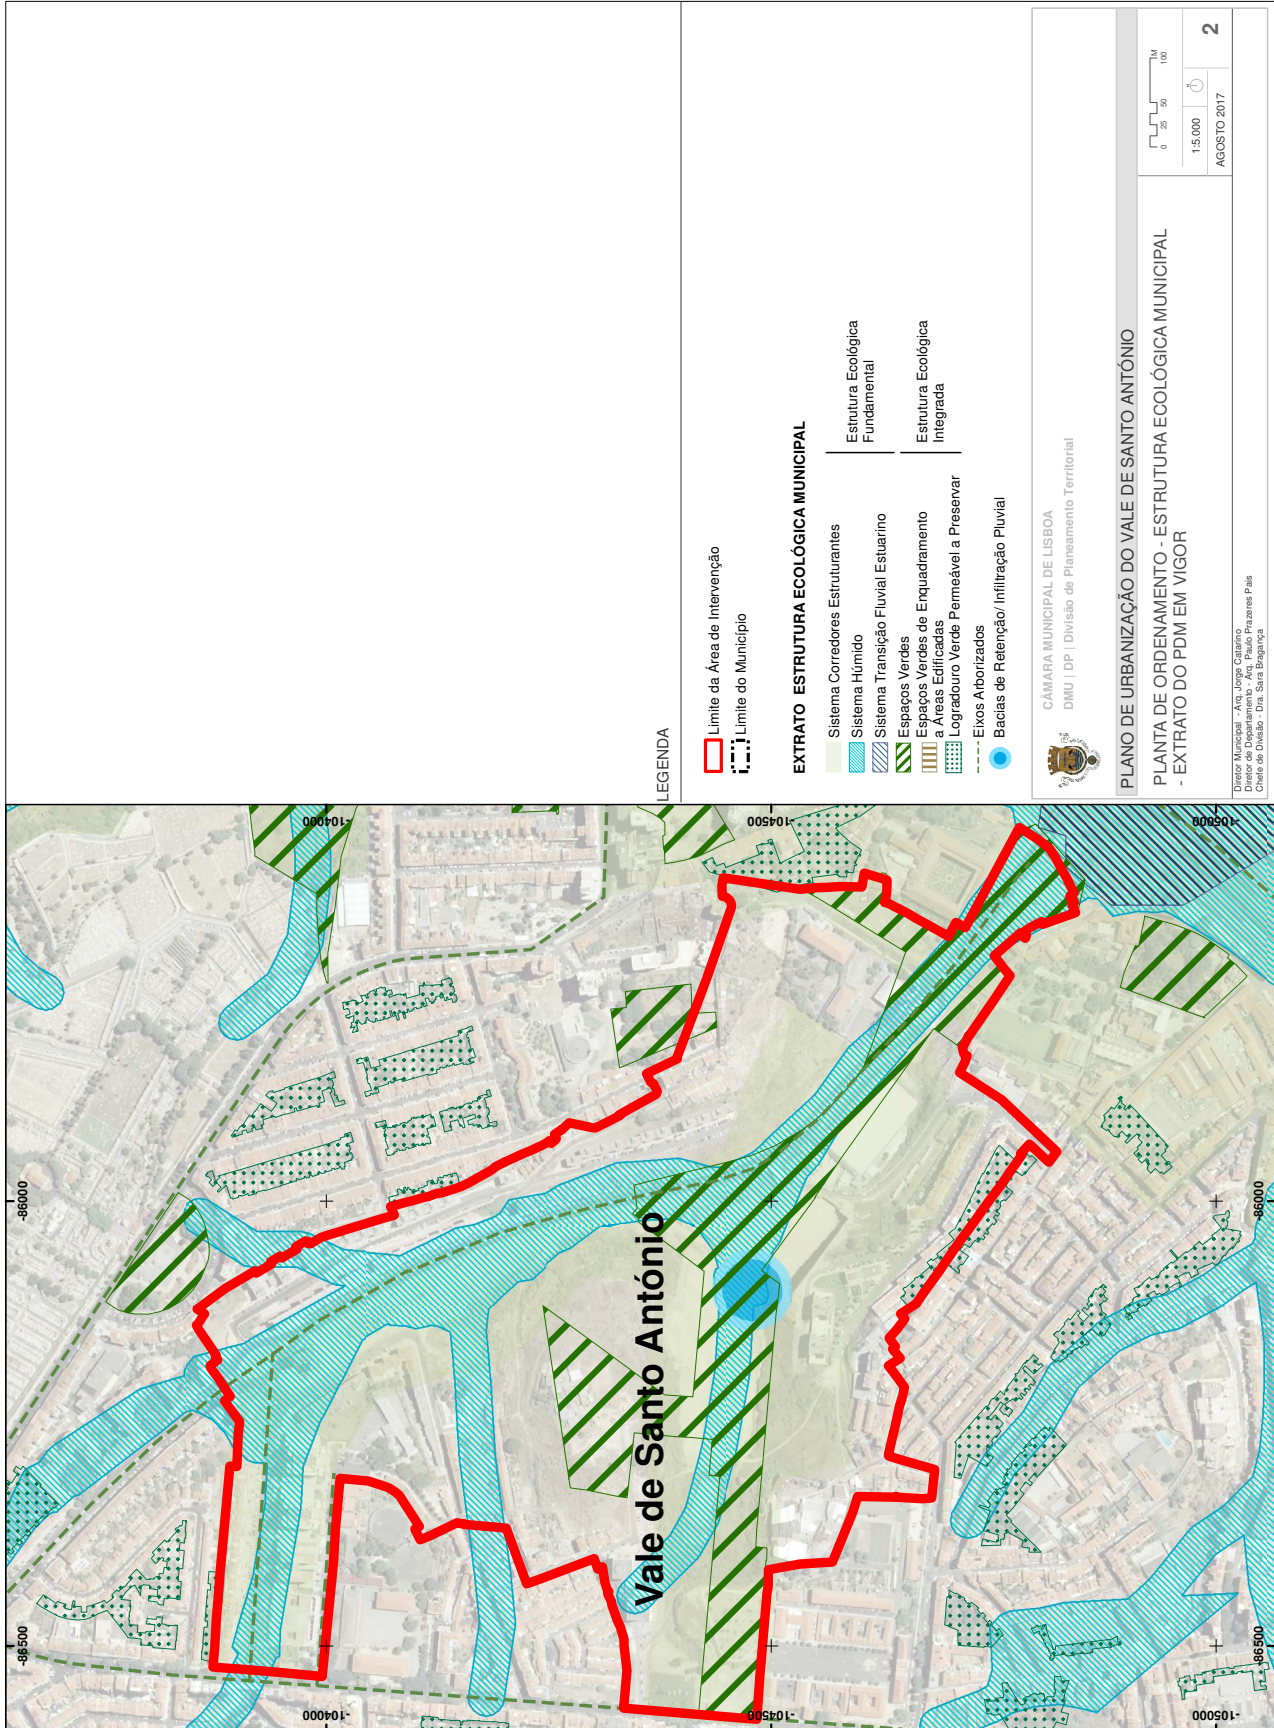 -86500
-86000
-104000
-104000
-104500
-104500
-105000
-105000
-86500
-86000
Vale de Santo António
LEGENDA
Limite da Área de Intervenção
Limite do Município
EXTRATO ESTRUTURA ECOLÓGICA MUNICIPAL
Sistema Corredores Estruturantes
Sistema Húmido
Sistema Transição Fluvial Estuarino
Estrutura Ecológica
Fundamental
Espaços Verdes
Espaços Verdes de Enquadramento
a Áreas Edificadas
Logradouro Verde Permeável a Preservar
Estrutura Ecológica
Integrada
Eixos Arborizados
Bacias de Retenção/ Infiltração Pluvial
CÂMARA MUNICIPAL DE LISBOA
DMU | DP | Divisão de Planeamento Territorial
PLANO DE URBANIZAÇÃO DO VALE DE SANTO ANTÓNIO
PLANTA DE ORDENAMENTO - ESTRUTURA ECOLÓGICA MUNICIPAL
- EXTRATO DO PDM EM VIGOR
0 25 50 100 M
1:5.000
N
AGOSTO 2017
2
Diretor Municipal - Arq. Jorge Catarino
Diretor de Departamento - Arq. Paulo Prazeres Pais
Chefe de Divisão - Dra. Sara Bragança